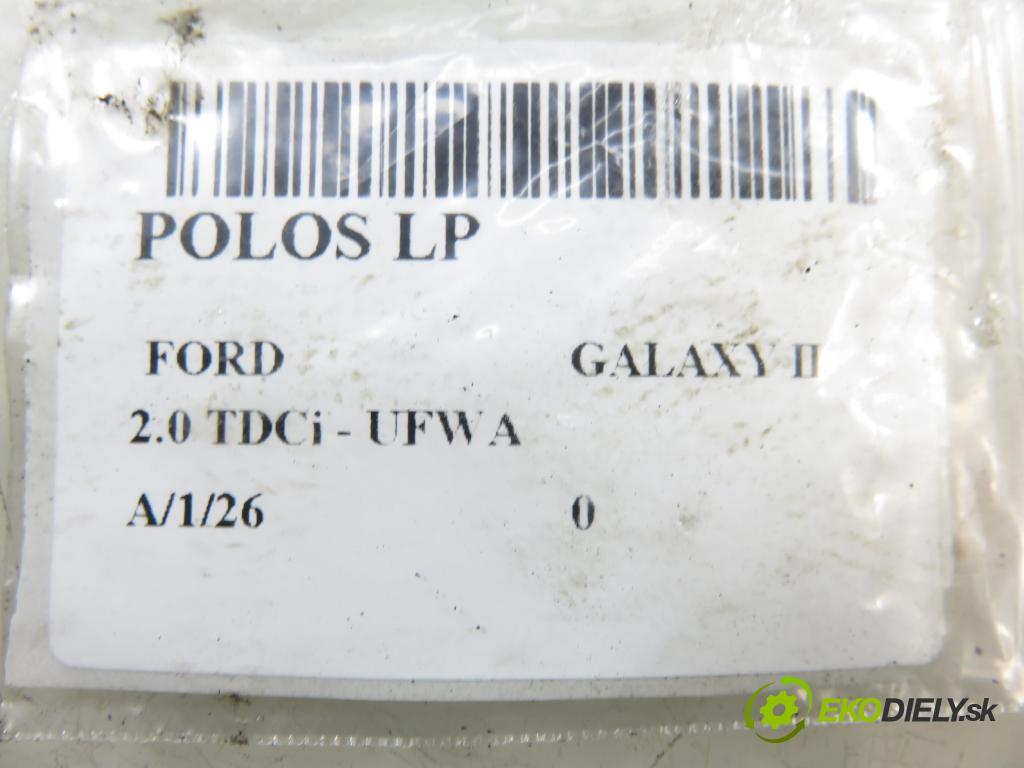 POLOS LP
FORD GALAXY II
2.0 TDCi - UFWA
A/1/26 0
EKODIELY.sk